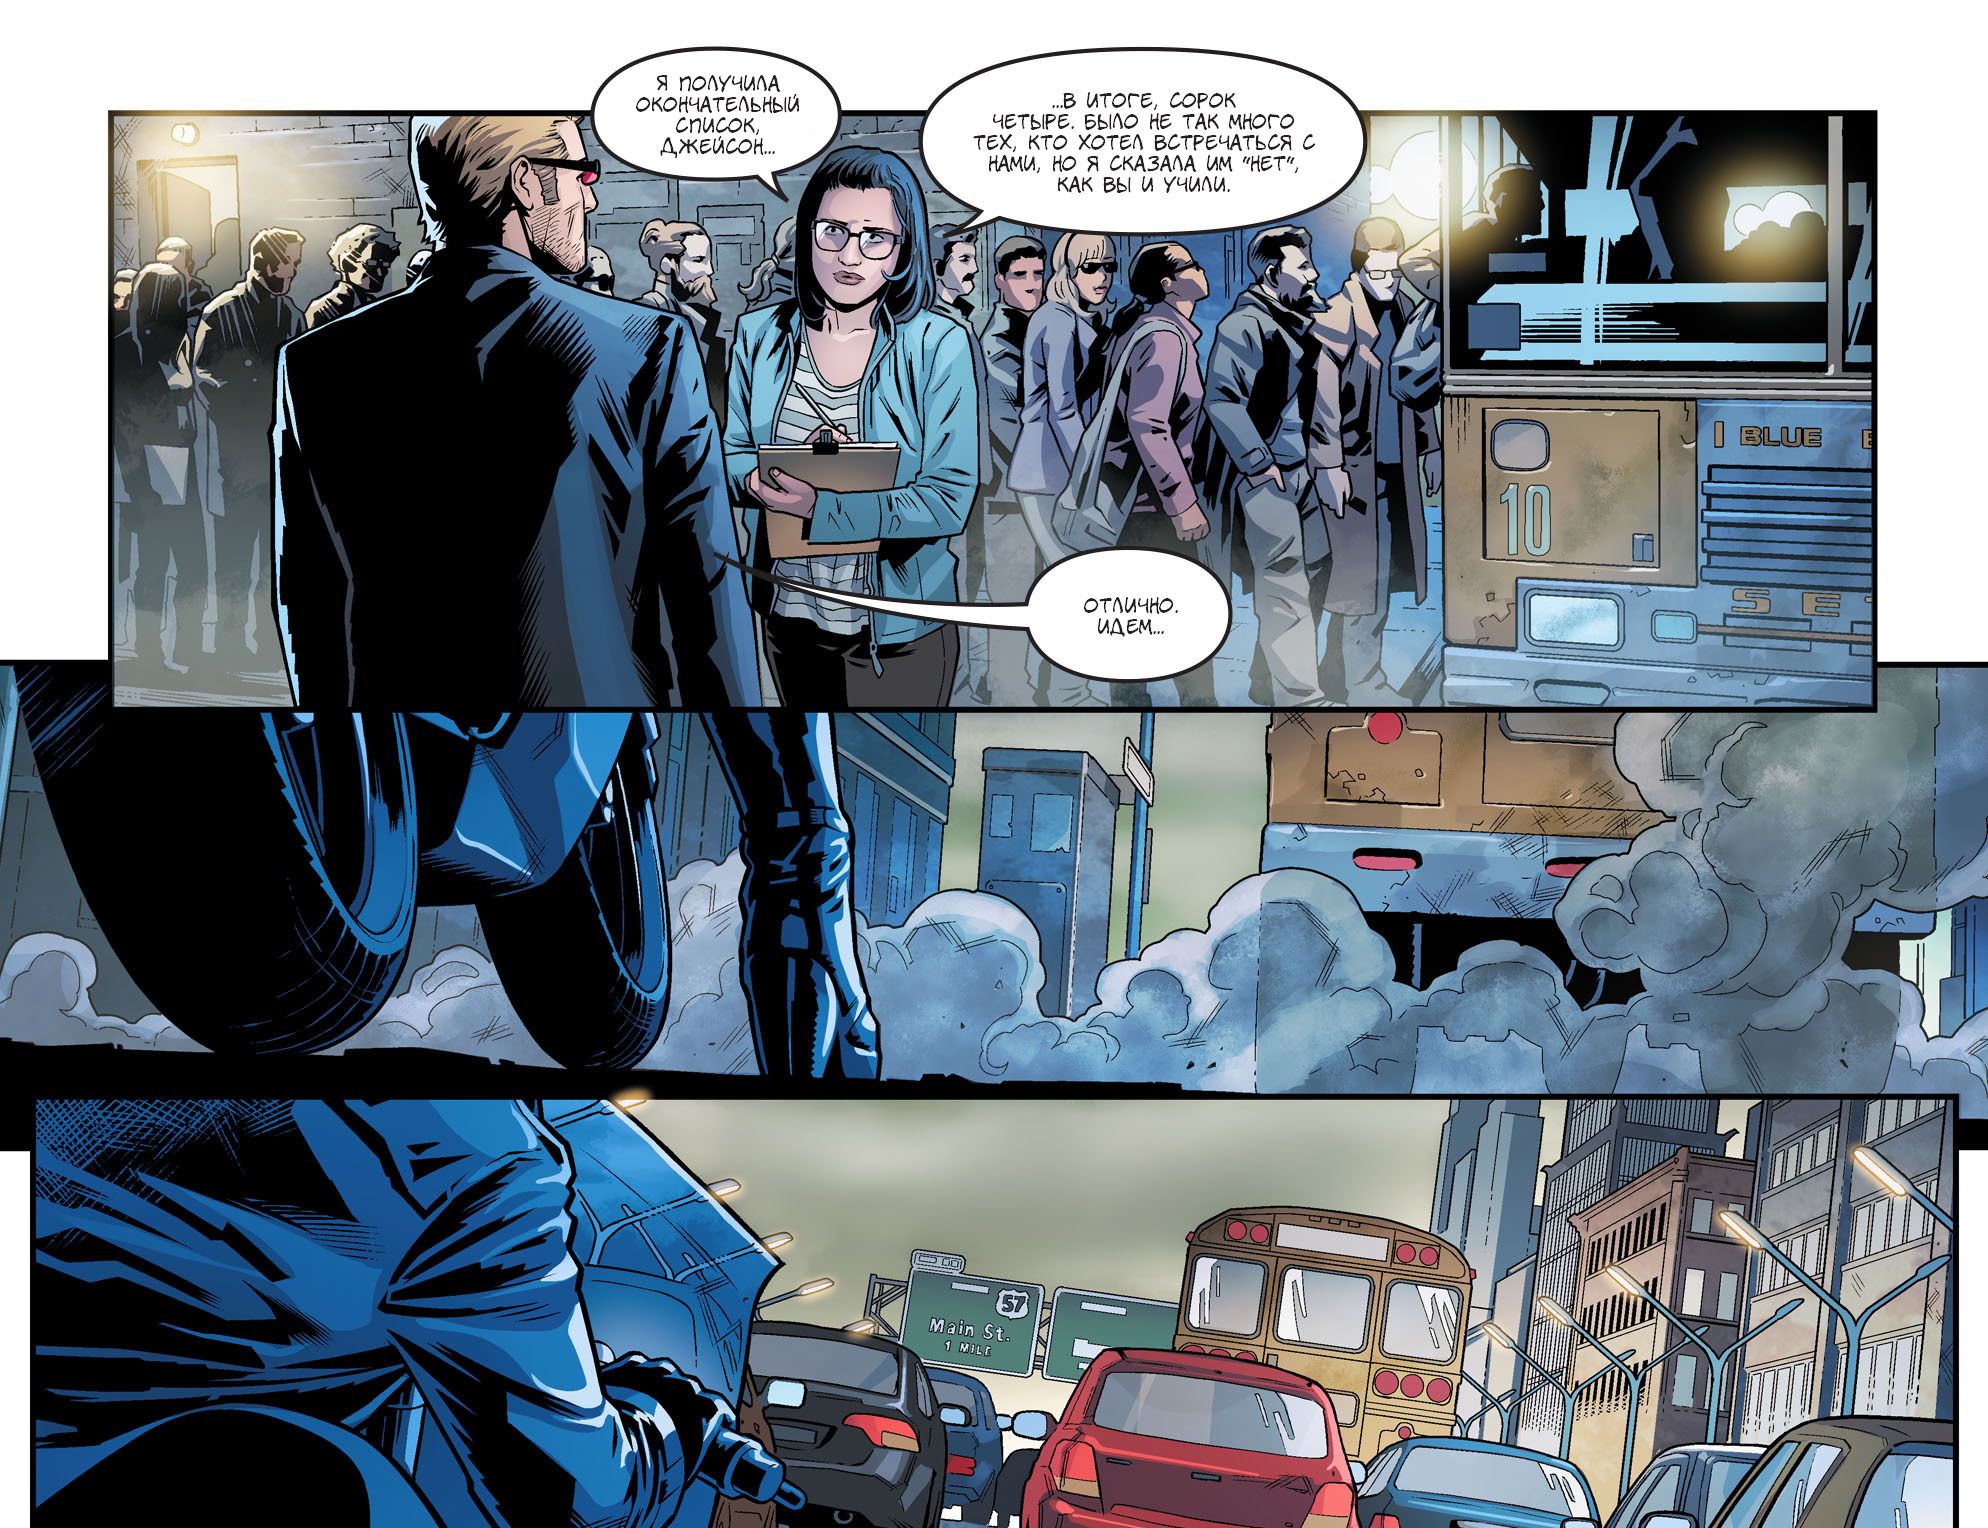 Я ПОЛУЧИЛА
ОКОНЧАТЕЛЬНЫЙ
СПИСОК,
ДЖЕЙСОН...
...В ИТОГЕ, СОРОК
ЧЕТЫРЕ. БЫЛО НЕ ТАК МНОГО
ТЕХ, КТО ХОТЕЛ ВСТРЕЧАТЬСЯ С
НАМИ, НО Я СКАЗАЛА ИМ "НЕТ",
КАК ВЫ И УЧИЛИ.
ОТЛИЧНО.
ИДЕМ...
BLUE
10
SE
57
Main St.
1 MILE